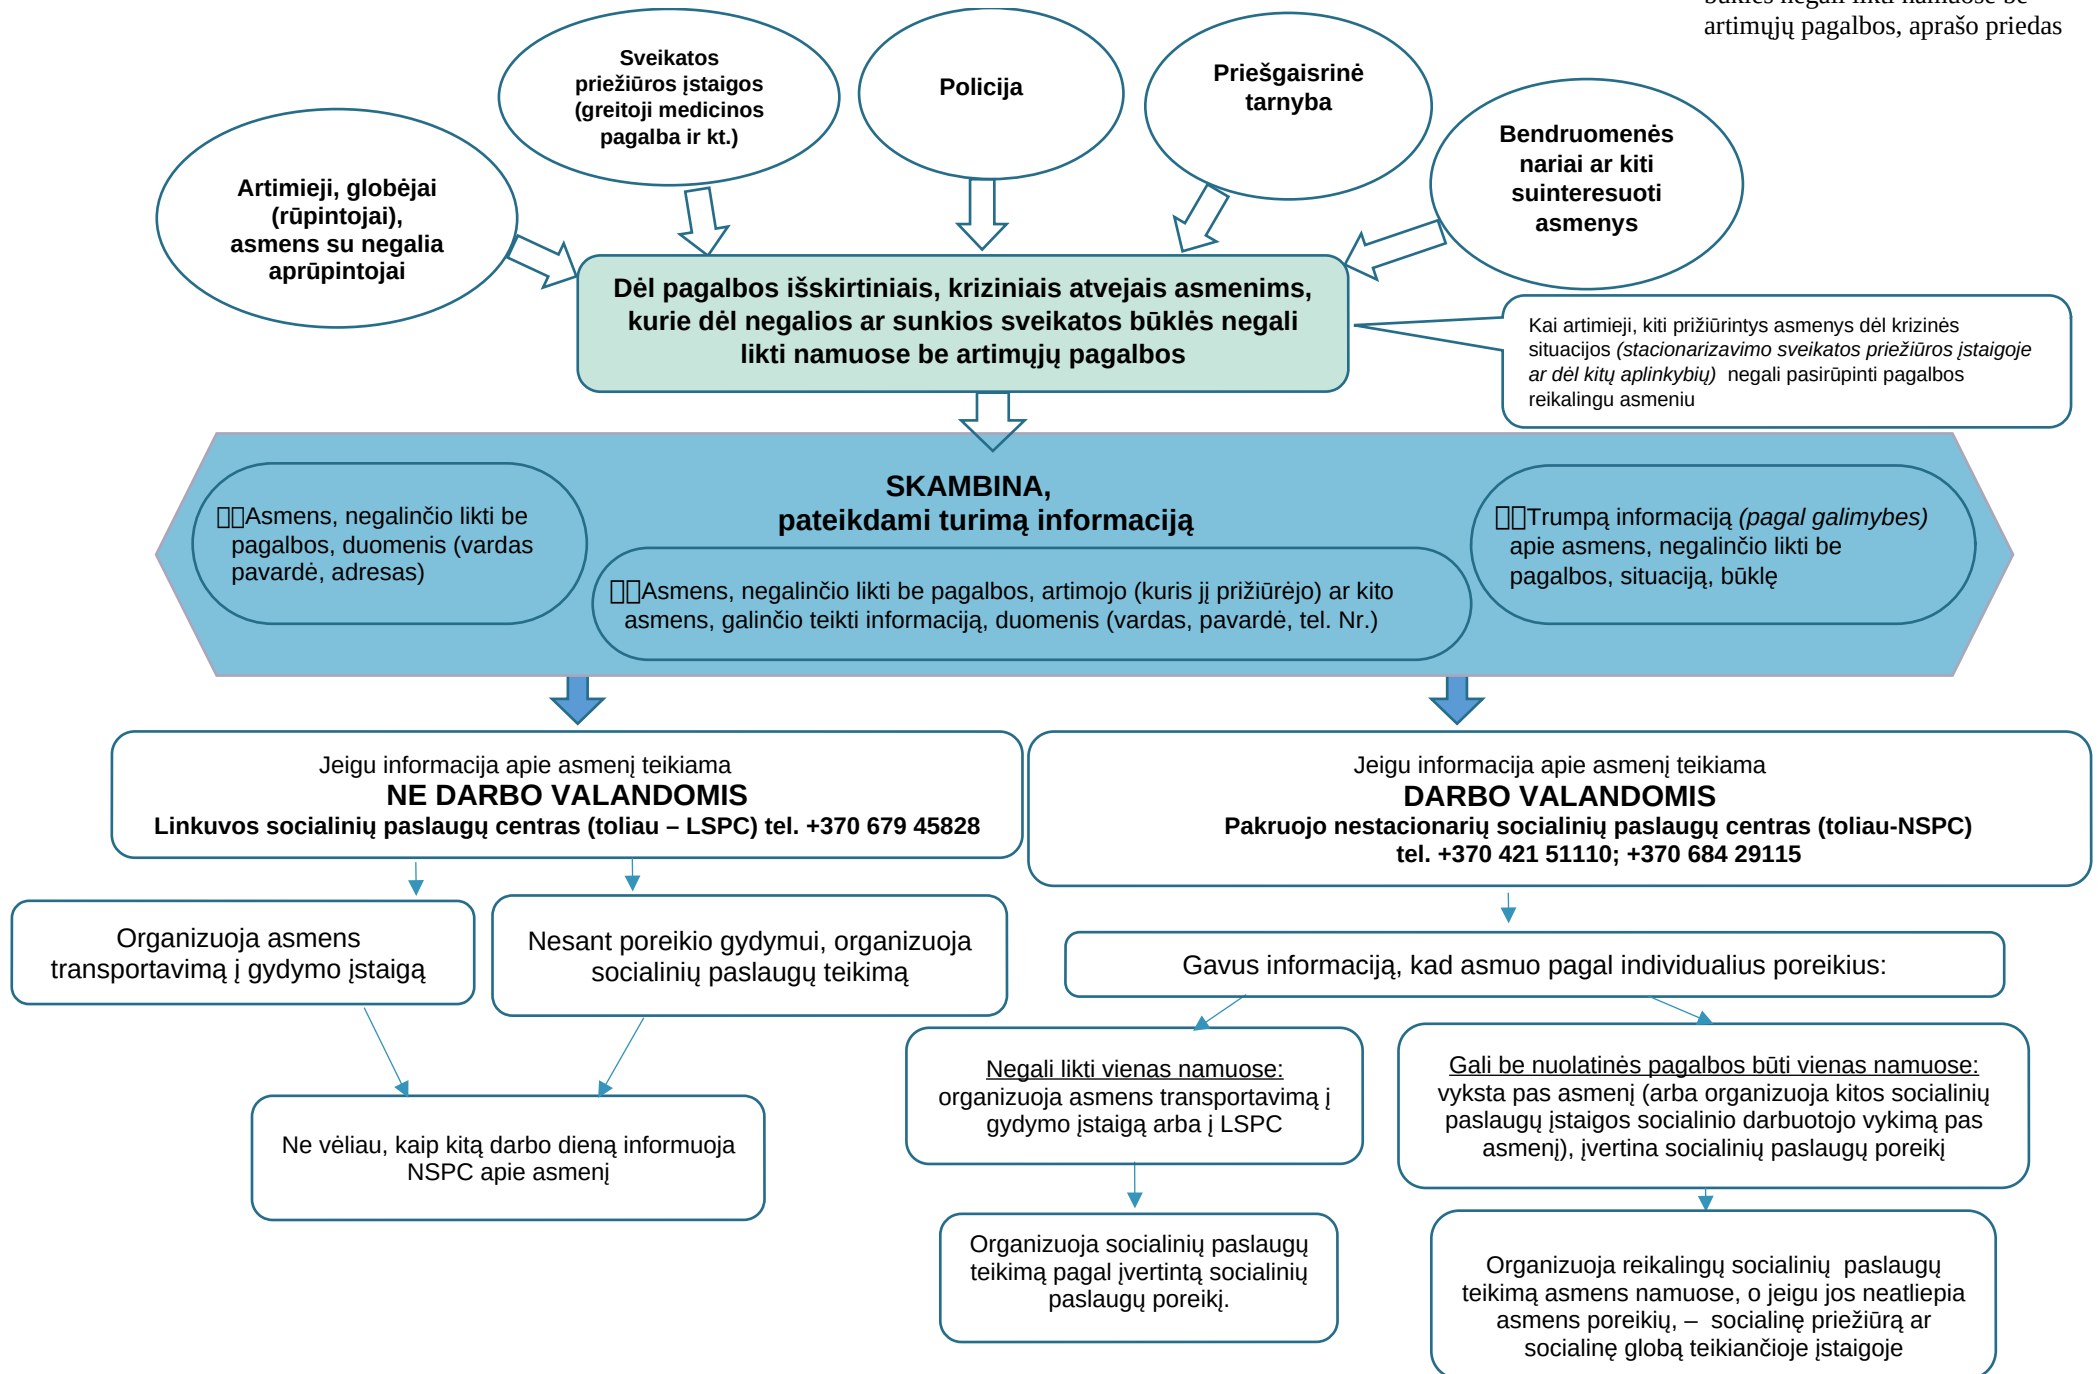 būklės negali likti namuose be
artimųjų pagalbos, aprašo priedas
Sveikatos
priežiūros įstaigos
(greitoji medicinos
pagalba ir kt.)
Policija
Priešgaisrinė
tarnyba
Bendruomenės
nariai ar kiti
suinteresuoti
asmenys
Artimieji, globėjai
(rūpintojai),
asmens su negalia
aprūpintojai
Dėl pagalbos išskirtiniais, kriziniais atvejais asmenims,
kurie dėl negalios ar sunkios sveikatos būklės negali
likti namuose be artimųjų pagalbos
Kai artimieji, kiti prižiūrintys asmenys dėl krizinės
situacijos (stacionarizavimo sveikatos priežiūros įstaigoje
ar dėl kitų aplinkybių)  negali pasirūpinti pagalbos
reikalingu asmeniu
SKAMBINA,
pateikdami turimą informaciją
Asmens, negalinčio likti be
pagalbos, duomenis (vardas
pavardė, adresas)
Asmens, negalinčio likti be pagalbos, artimojo (kuris jį prižiūrėjo) ar kito
asmens, galinčio teikti informaciją, duomenis (vardas, pavardė, tel. Nr.)
Trumpą informaciją (pagal galimybes)
apie asmens, negalinčio likti be
pagalbos, situaciją, būklę
Jeigu informacija apie asmenį teikiama
NE DARBO VALANDOMIS
Linkuvos socialinių paslaugų centras (toliau – LSPC) tel. +370 679 45828
Jeigu informacija apie asmenį teikiama
DARBO VALANDOMIS
Pakruojo nestacionarių socialinių paslaugų centras (toliau-NSPC)
tel. +370 421 51110; +370 684 29115
Organizuoja asmens
transportavimą į gydymo įstaigą
Nesant poreikio gydymui, organizuoja
socialinių paslaugų teikimą
Gavus informaciją, kad asmuo pagal individualius poreikius:
Ne vėliau, kaip kitą darbo dieną informuoja
NSPC apie asmenį
Negali likti vienas namuose:
organizuoja asmens transportavimą į
gydymo įstaigą arba į LSPC
Gali be nuolatinės pagalbos būti vienas namuose:
vyksta pas asmenį (arba organizuoja kitos socialinių
paslaugų įstaigos socialinio darbuotojo vykimą pas
asmenį), įvertina socialinių paslaugų poreikį
Organizuoja socialinių paslaugų
teikimą pagal įvertintą socialinių
paslaugų poreikį.
Organizuoja reikalingų socialinių  paslaugų
teikimą asmens namuose, o jeigu jos neatliepia
asmens poreikių, –  socialinę priežiūrą ar
socialinę globą teikiančioje įstaigoje